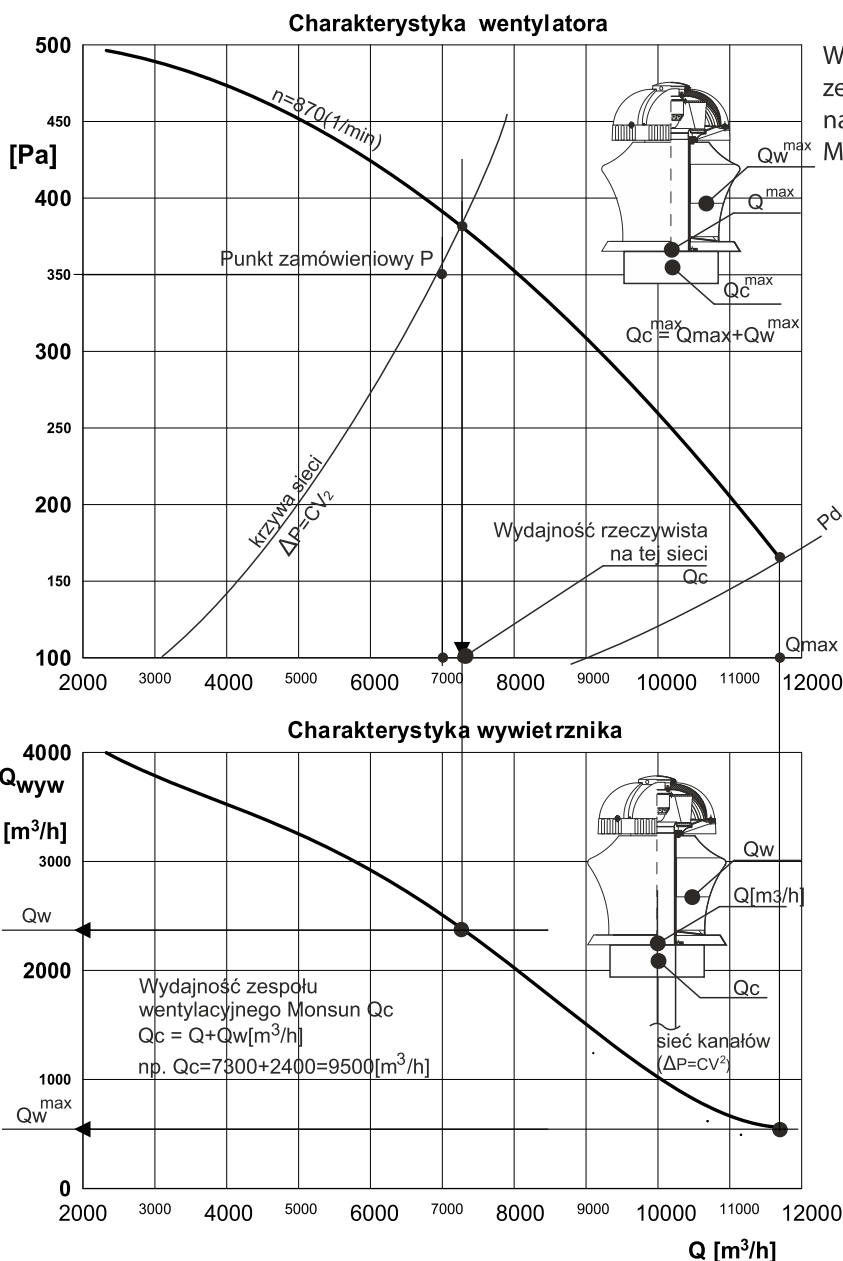 Charakterystyka wentylatora
500
450
[Pa]
400
350
300
250
200
150
100
n=870(1/min)
Punkt zamówieniowy P
krzywa sieci
ΔP=CV2
Qw max
Q max
Qc max
Qc max = Qmax+Qw max
W
ze
na
M
Wydajność rzeczywista
na tej sieci
Qc
Pd
Qmax
2000 3000 4000 5000 6000 7000 8000 9000 10000 11000 12000
Charakterystyka wywietrznika
4000
Qwyw
[m³/h]
3000
Qw
2000
1000
Qw max
0
Wydajność zespołu
wentylacyjnego Monsun Qc
Qc = Q+Qw[m³/h]
np. Qc=7300+2400=9500[m³/h]
Qw
Q[m3/h]
Qc
sieć kanałów
(ΔP=CV²)
2000 3000 4000 5000 6000 7000 8000 9000 10000 11000 12000
Q [m³/h]